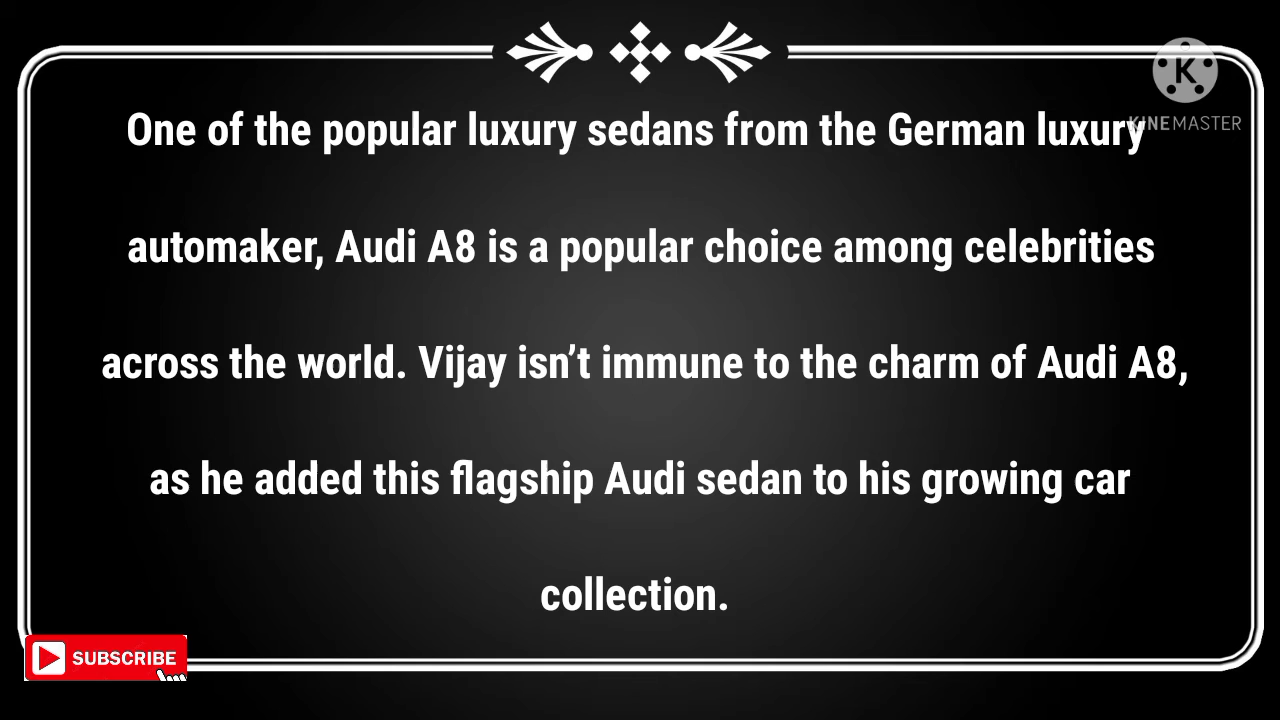 One of the popular luxury sedans from the German luxury
KINEMASTER
automaker, Audi A8 is a popular choice among celebrities
across the world. Vijay isn’t immune to the charm of Audi A8,
as he added this flagship Audi sedan to his growing car
collection.
SUBSCRIBE